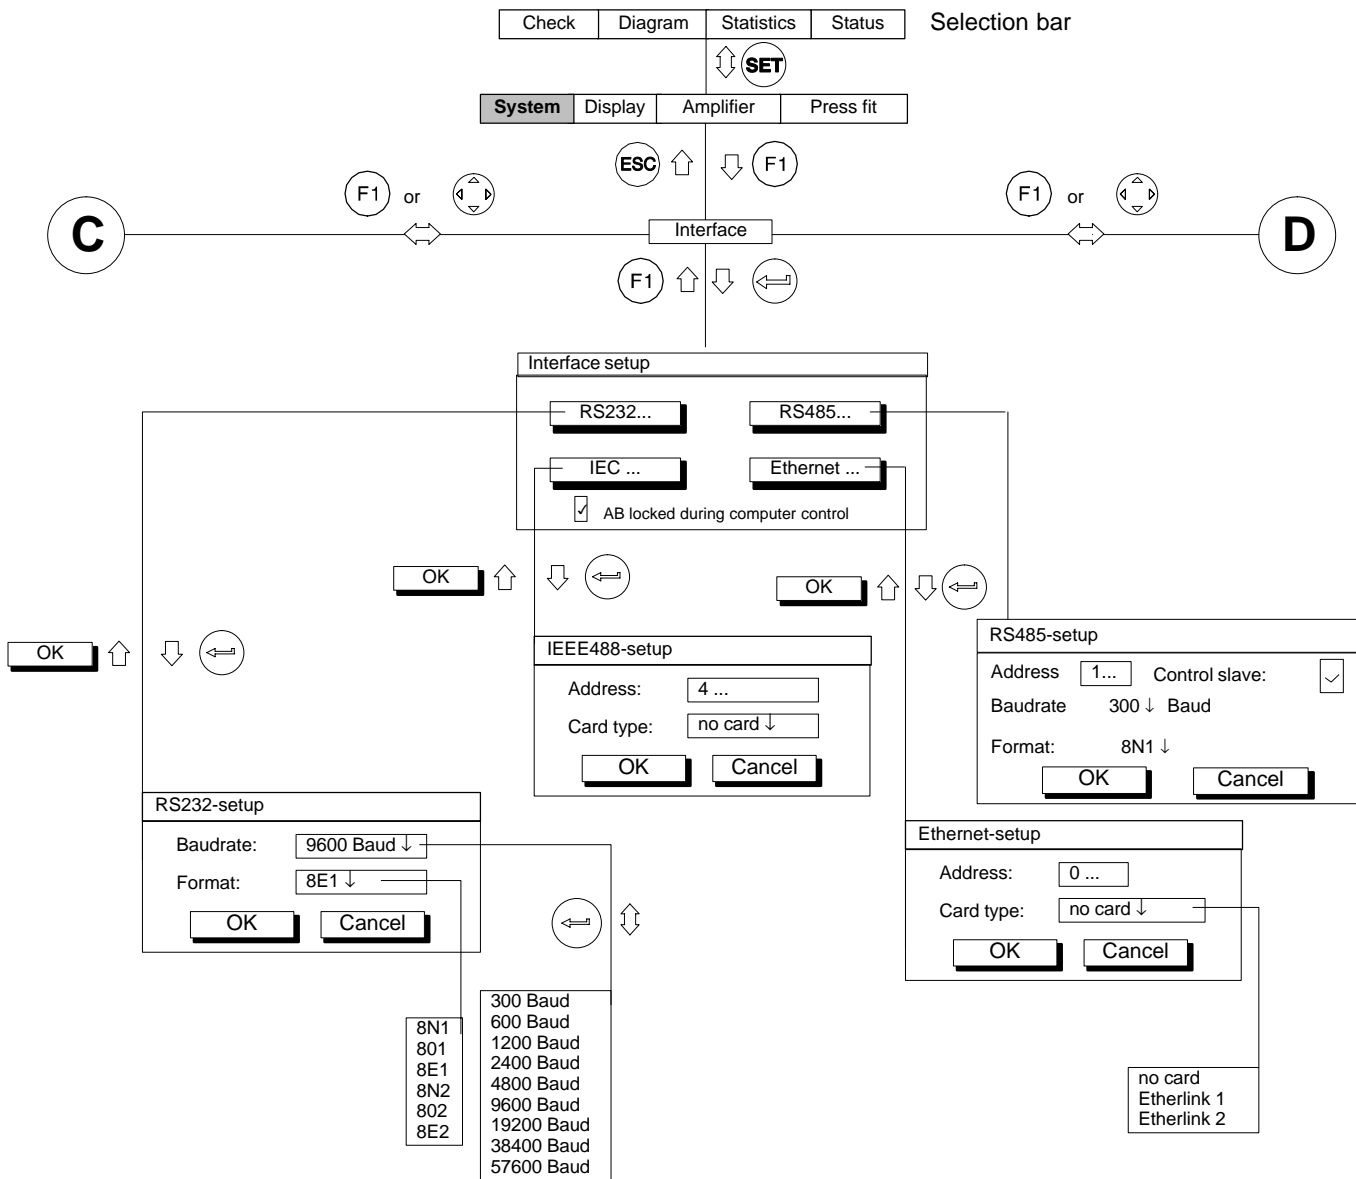 Check Diagram Statistics Status Selection bar
SET
System Display Amplifier Press fit
ESC F1
F1 or F1 or
C Interface D
F1
Interface setup
RS232... RS485...
IEC ... Ethernet ...
✓ AB locked during computer control
OK
OK
OK
IEEE488-setup
Address: 4 ...
Card type: no card ↓
OK Cancel
RS485-setup
Address 1... Control slave: ✓
Baudrate 300 ↓ Baud
Format: 8N1 ↓
OK Cancel
RS232-setup
Baudrate: 9600 Baud ↓
Format: 8E1 ↓
OK Cancel
Ethernet-setup
Address: 0 ...
Card type: no card ↓
OK Cancel
8N1
801
8E1
8N2
802
8E2
300 Baud
600 Baud
1200 Baud
2400 Baud
4800 Baud
9600 Baud
19200 Baud
38400 Baud
57600 Baud
no card
Etherlink 1
Etherlink 2